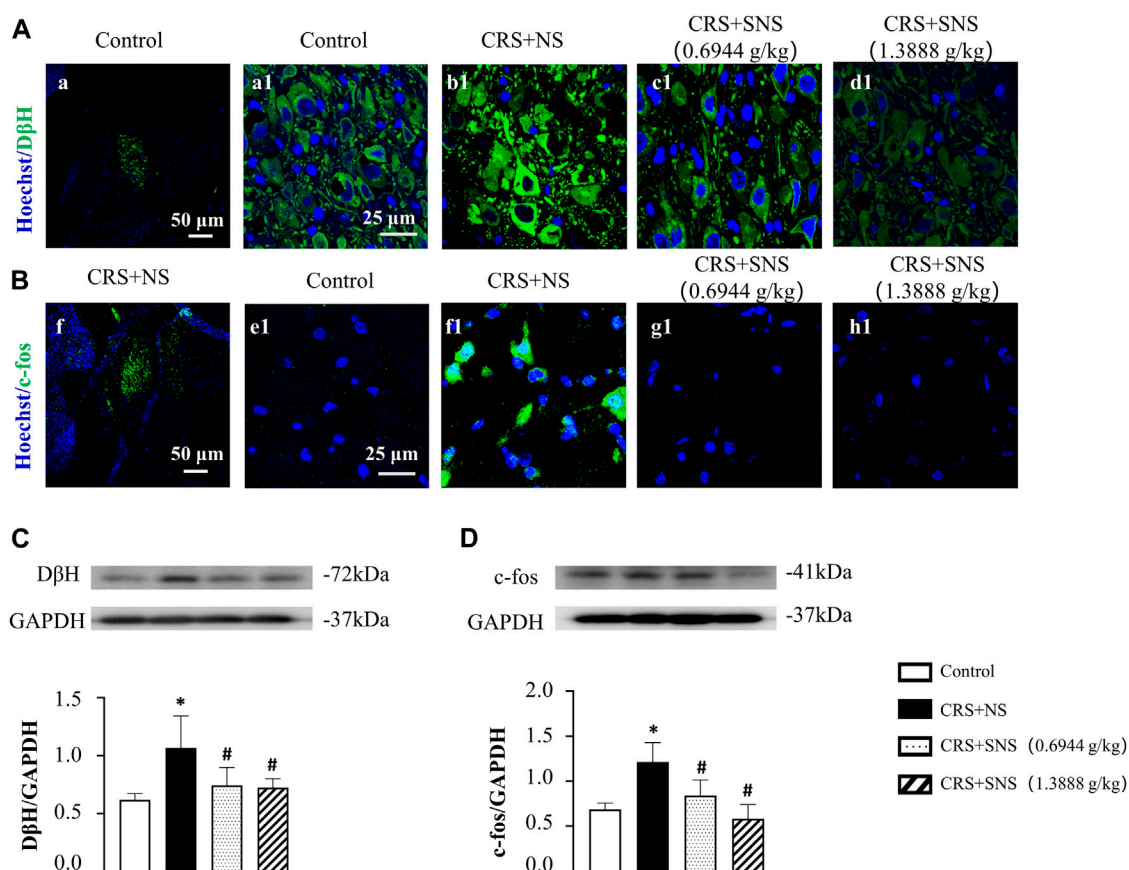 A
Control
Control
CRS+NS
CRS+SNS
(0.6944 g/kg)
CRS+SNS
(1.3888 g/kg)
Hoechst/DβH
a
50 µm
a1
25 µm
b1
c1
d1
B
CRS+NS
Control
CRS+NS
CRS+SNS
(0.6944 g/kg)
CRS+SNS
(1.3888 g/kg)
Hoechst/c-fos
f
50 µm
e1
25 µm
f1
g1
h1
C
DβH
-72kDa
GAPDH
-37kDa
DβH/GAPDH
1.5
1.0
0.5
0.0
*
#
#
D
c-fos
-41kDa
GAPDH
-37kDa
c-fos/GAPDH
2.0
1.5
1.0
0.5
0.0
*
#
#
Control
CRS+NS
CRS+SNS (0.6944 g/kg)
CRS+SNS (1.3888 g/kg)